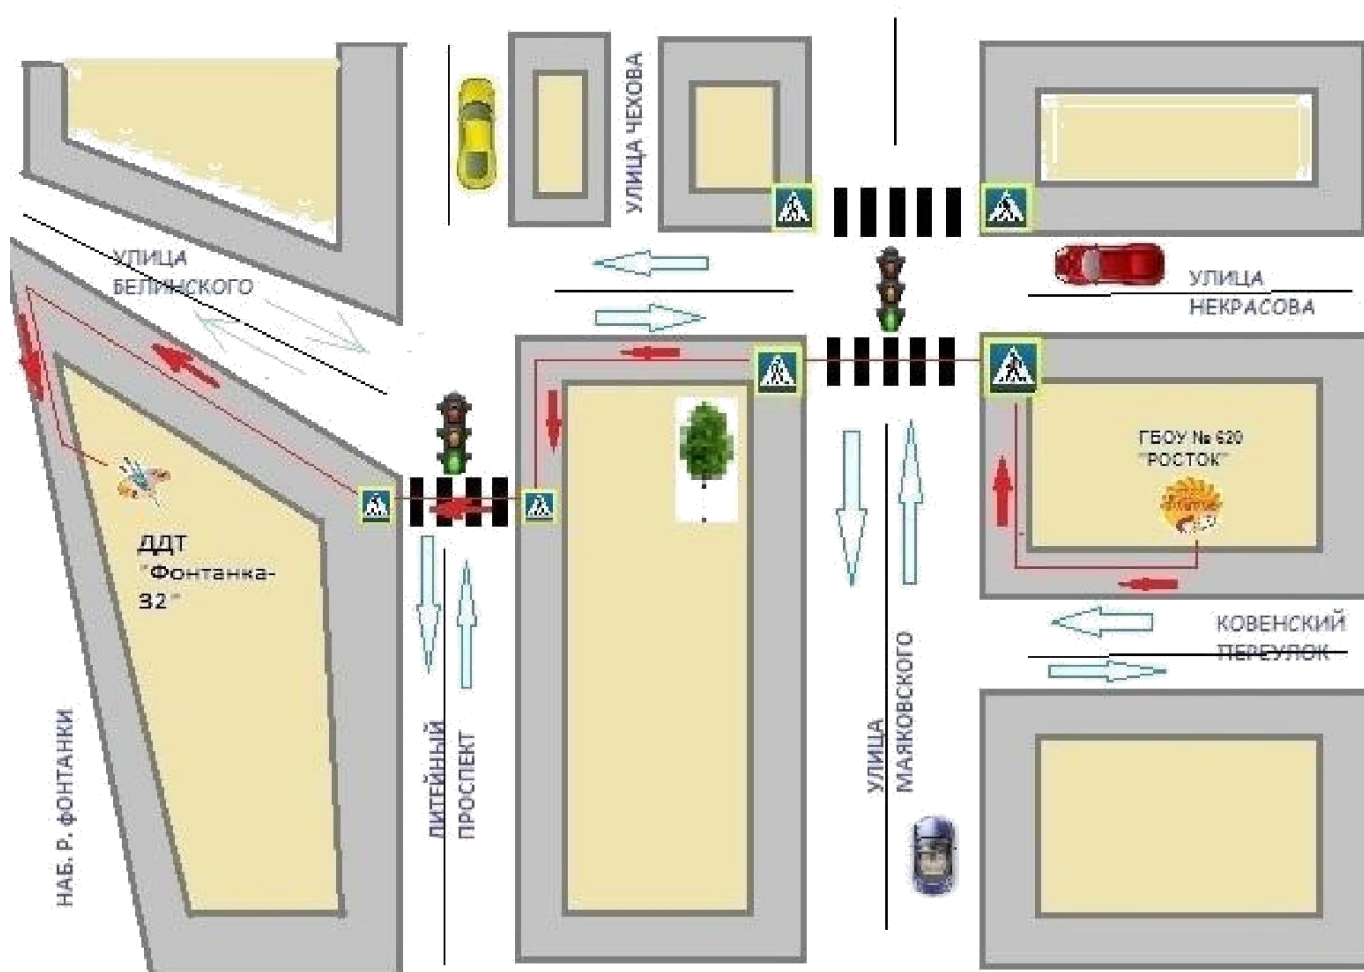 УЛИЦА ЧЕХОВА
УЛИЦА
БЕЛИНСКОГО
УЛИЦА
НЕКРАСОВА
ГБОУ № 620
"РОСТОК"
ДДТ
"Фонтанка-
32"
КОВЕНСКИЙ
ПЕРЕУЛОК
НАБ. Р. ФОНТАНКИ
ЛИТЕЙНЫЙ
ПРОСПЕКТ
УЛИЦА
МАЯКОВСКОГО